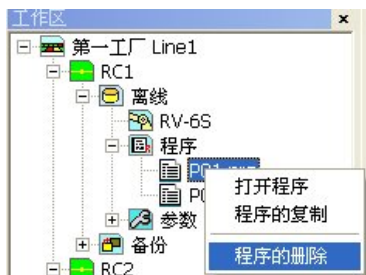 工作区
第一工厂 Line1
RC1
离线
RV-6S
程序
打开程序
程序的复制
参数
程序的删除
备份
RC2